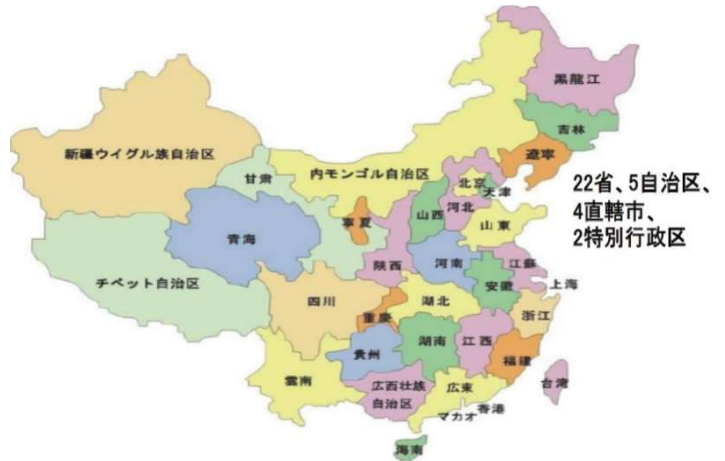 黒龍江
吉林
遼寧
新疆ウイグル族自治区
内モンゴル自治区
甘粛
北京
天津
22省、5自治区、
4直轄市、
2特別行政区
寧夏
山西
河北
山東
青海
陝西
河南
江蘇
チベット自治区
安徽
上海
四川
湖北
重慶
浙江
湖南
江西
貴州
福建
雲南
広西壮族
自治区
広東
台湾
香港
マカオ
海南